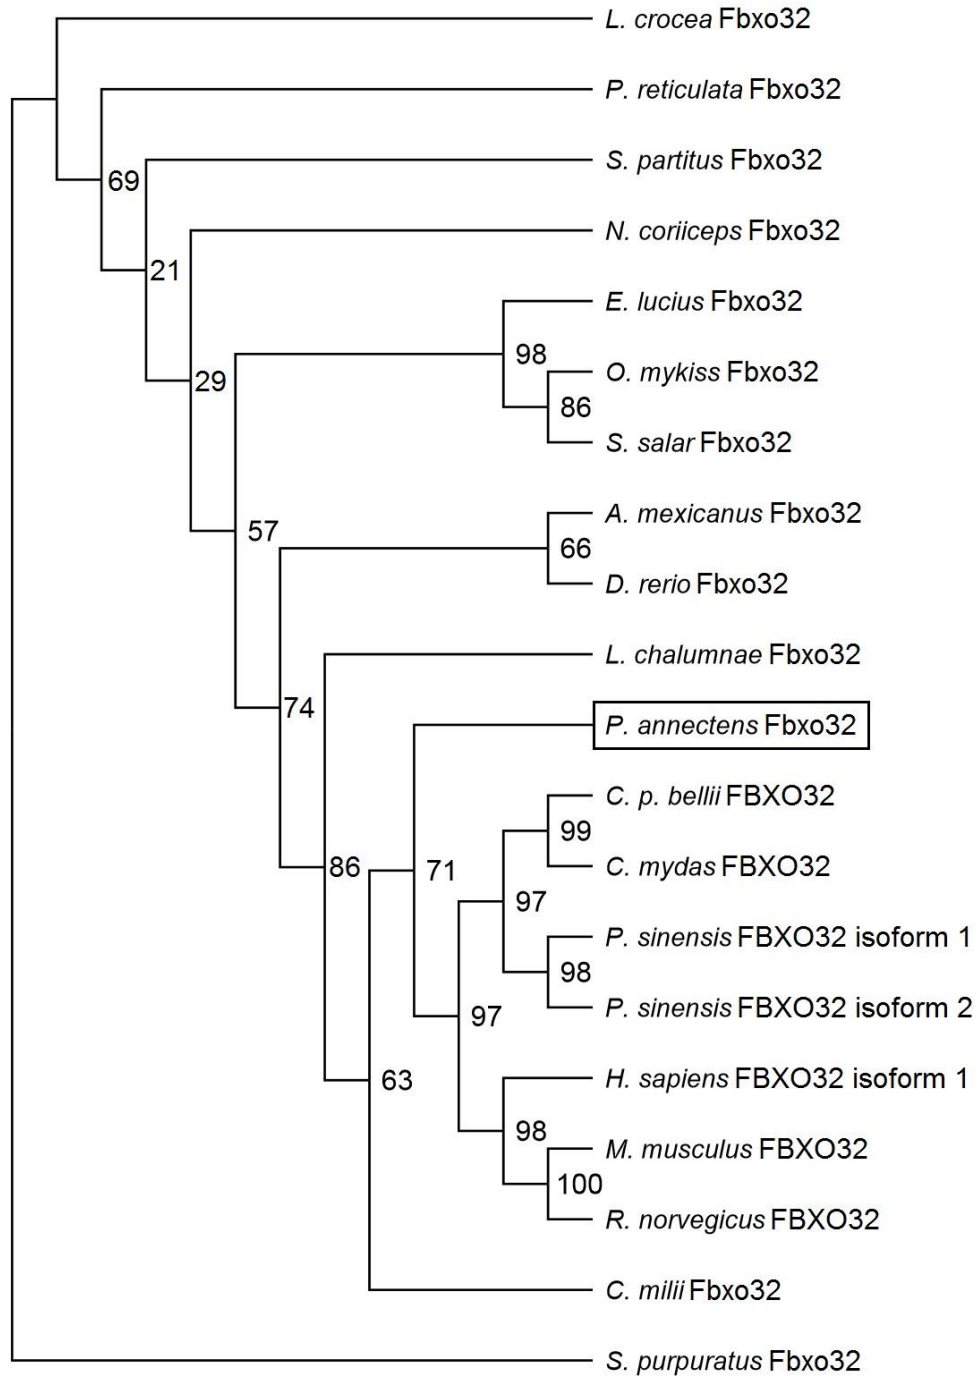 L. crocea Fbxo32
P. reticulata Fbxo32
69
S. partitus Fbxo32
21
N. coriiceps Fbxo32
29
E. lucius Fbxo32
98
O. mykiss Fbxo32
86
S. salar Fbxo32
57
A. mexicanus Fbxo32
66
D. rerio Fbxo32
74
L. chalumnae Fbxo32
86
P. annectens Fbxo32
71
C. p. bellii FBXO32
99
C. mydas FBXO32
97
P. sinensis FBXO32 isoform 1
98
P. sinensis FBXO32 isoform 2
97
63
H. sapiens FBXO32 isoform 1
98
M. musculus FBXO32
100
R. norvegicus FBXO32
C. milii Fbxo32
S. purpuratus Fbxo32